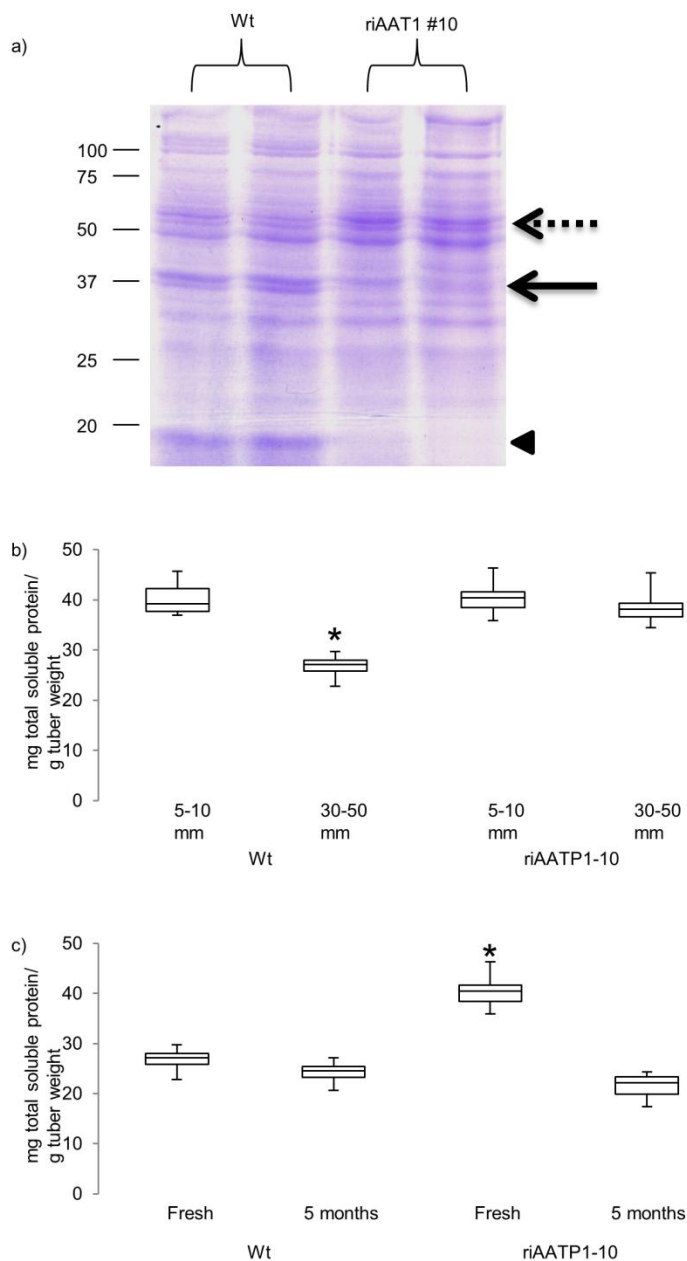 a)
Wt riAAT1 #10
100
75
50
37
25
20
b)
mg total soluble protein/
g tuber weight
50
40
30
20
10
0
*
5-10 mm 30-50 mm 5-10 mm 30-50 mm
Wt riAATP1-10
c)
mg total soluble protein/
g tuber weight
50
40
30
20
10
0
*
Fresh 5 months Fresh 5 months
Wt riAATP1-10